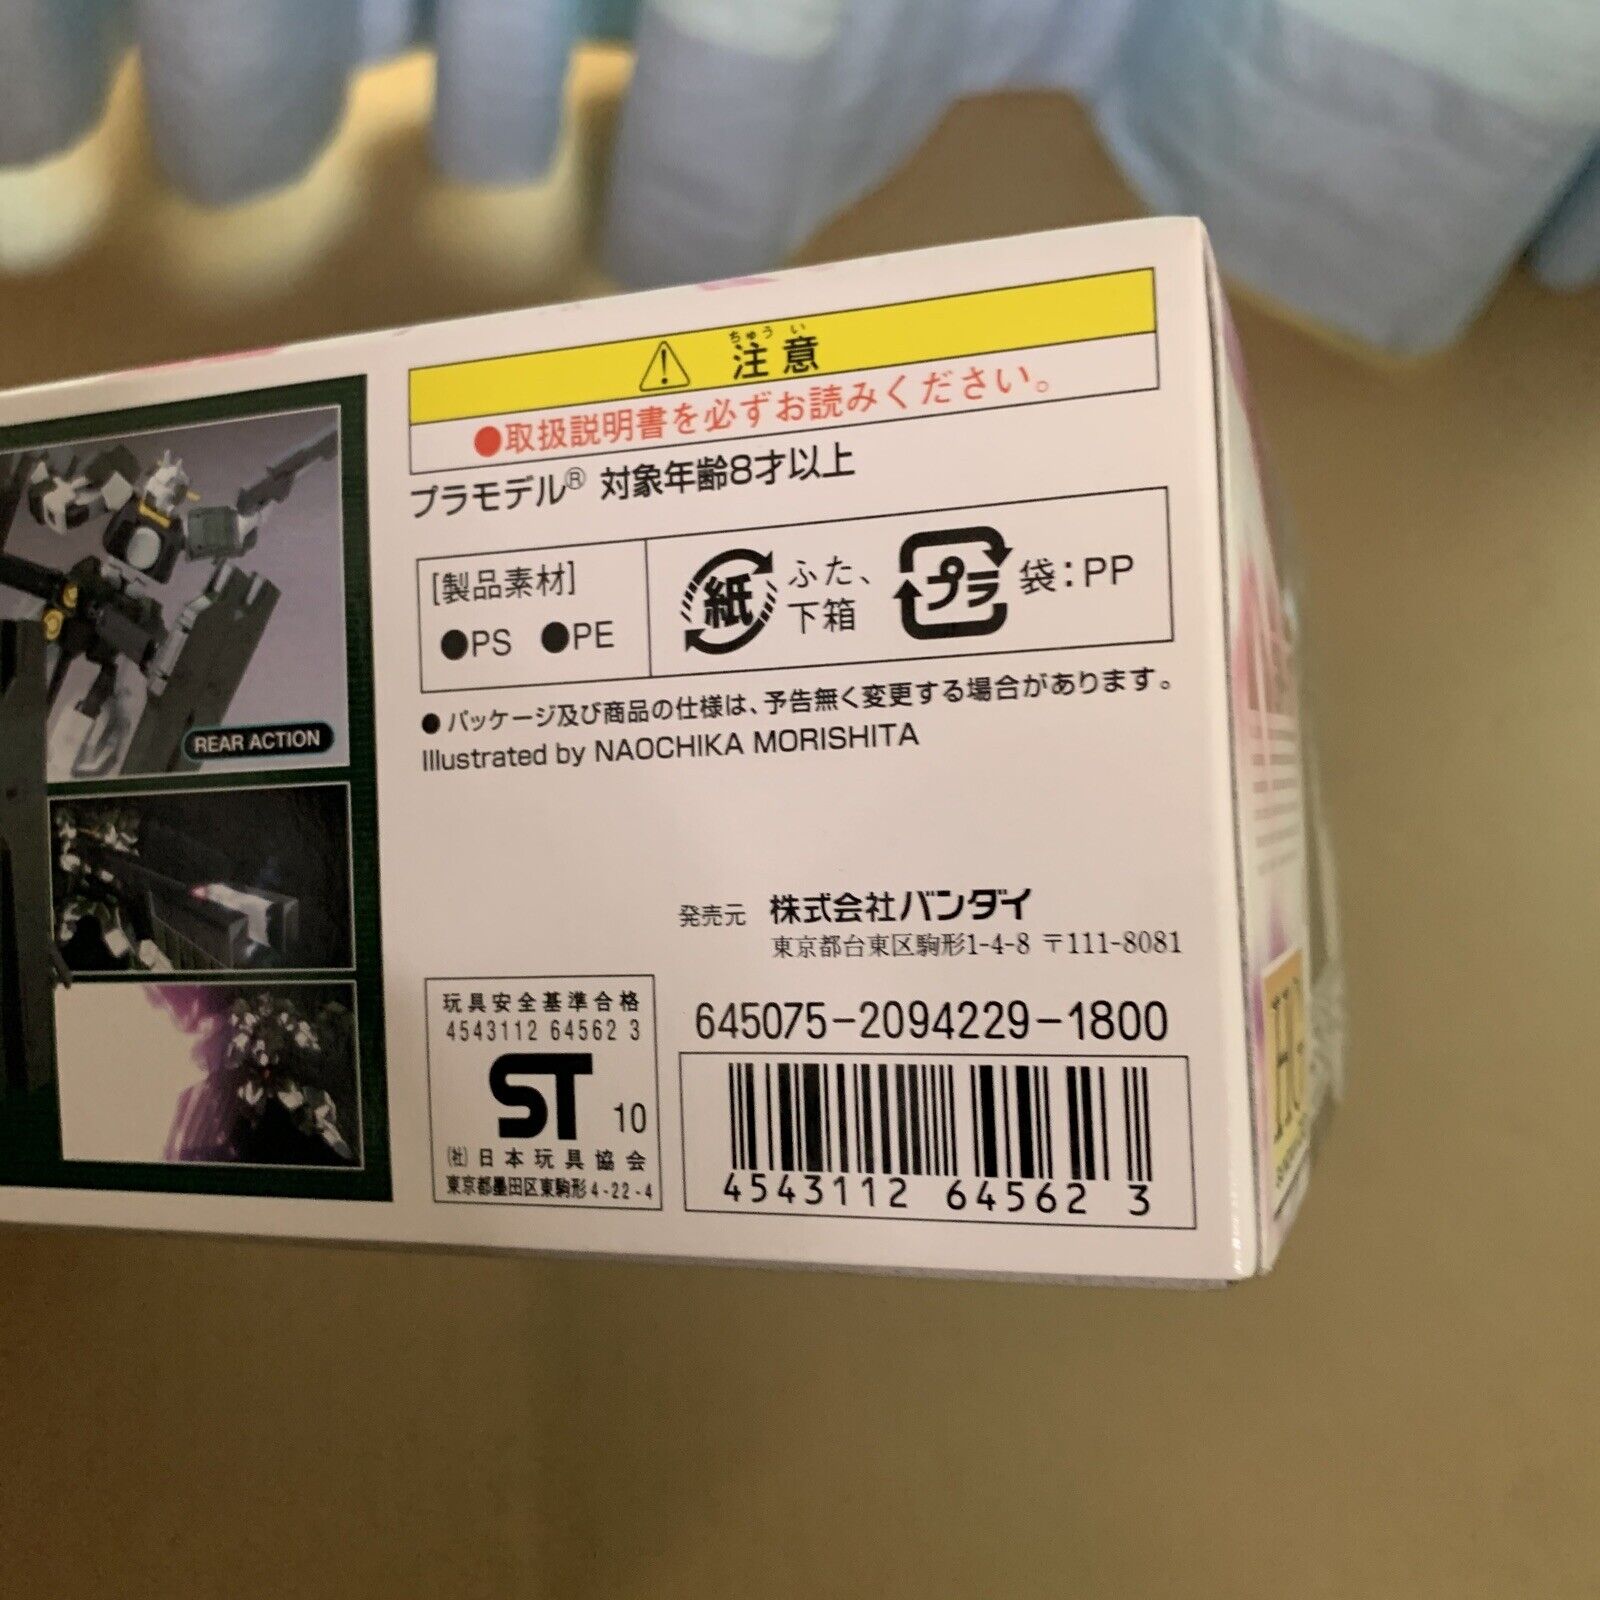 ちゅう い
注意
●取扱説明書を必ずお読みください。
プラモデル® 対象年齢8才以上
[製品素材]
●PS ●PE
紙 ふた、
下箱
プラ 袋:PP
●パッケージ及び商品の仕様は、予告無く変更する場合があります。
Illustrated by NAOCHIKA MORISHITA
REAR ACTION
発売元 株式会社バンダイ
東京都台東区駒形1-4-8 〒111-8081
玩具安全基準合格
4543112 64562 3
ST 10
(社)日本玩具協会
東京都墨田区東駒形4-22-4
645075-2094229-1800
4543112 64562 3